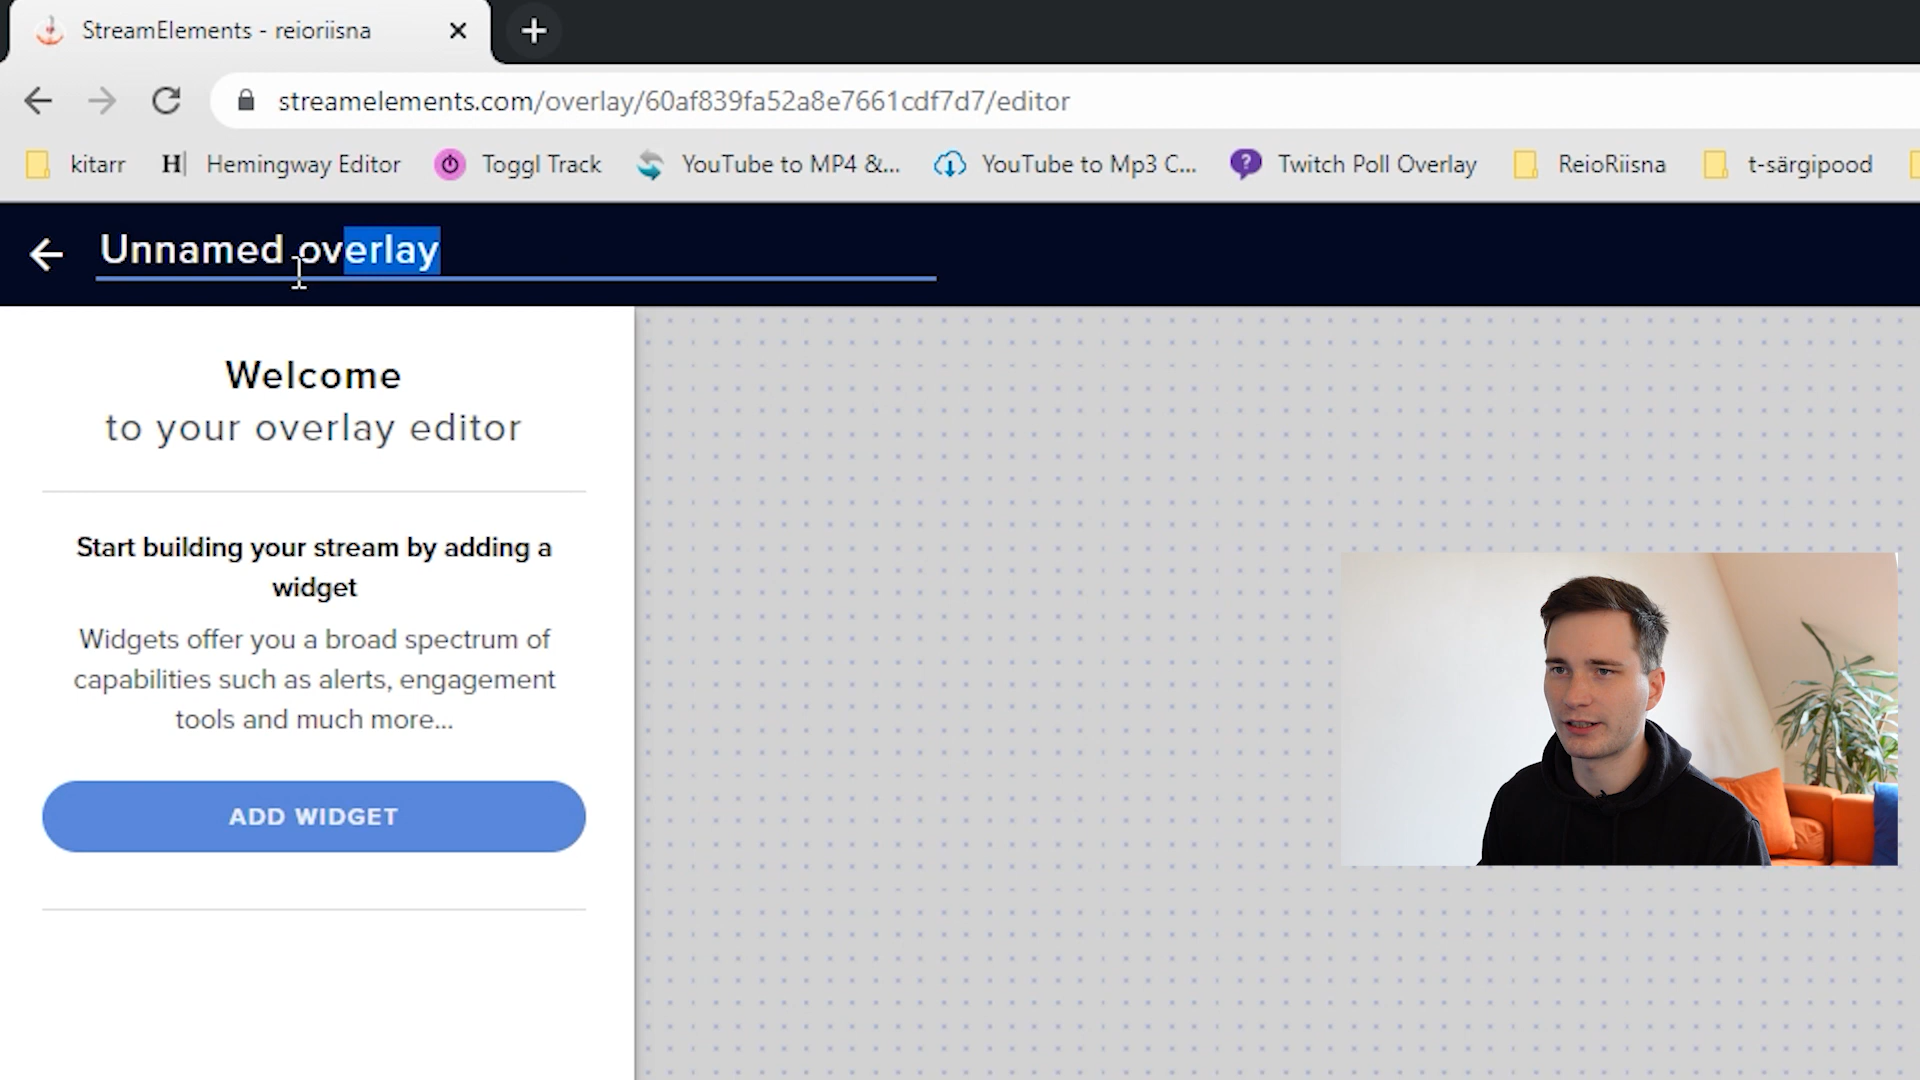 StreamElements - reioriisna
streamelements.com/overlay/60af839fa52a8e7661cdf7d7/editor
kitarr H| Hemingway Editor Toggl Track YouTube to MP4 &... YouTube to Mp3 C... ? Twitch Poll Overlay ReioRiisna t-särgipood
Unnamed overlay
Welcome
to your overlay editor
Start building your stream by adding a
widget
Widgets offer you a broad spectrum of
capabilities such as alerts, engagement
tools and much more...
ADD WIDGET